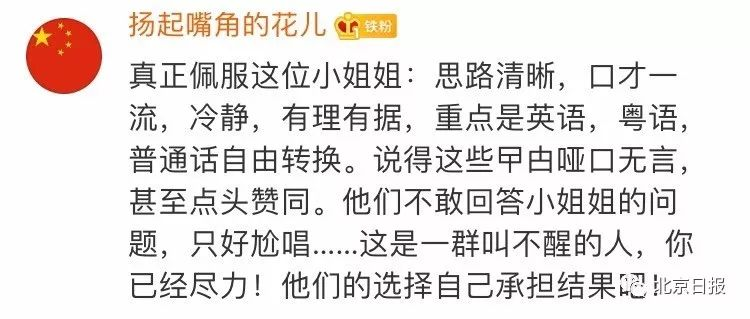 扬起嘴角的花儿 铁粉
真正佩服这位小姐姐：思路清晰，口才一
流，冷静，有理有据，重点是英语，粤语，
普通话自由转换。说得这些曱甴哑口无言，
甚至点头赞同。他们不敢回答小姐姐的问
题，只好尬唱……这是一群叫不醒的人，你
已经尽力！他们的选择自己承担结果吧！
北京日报